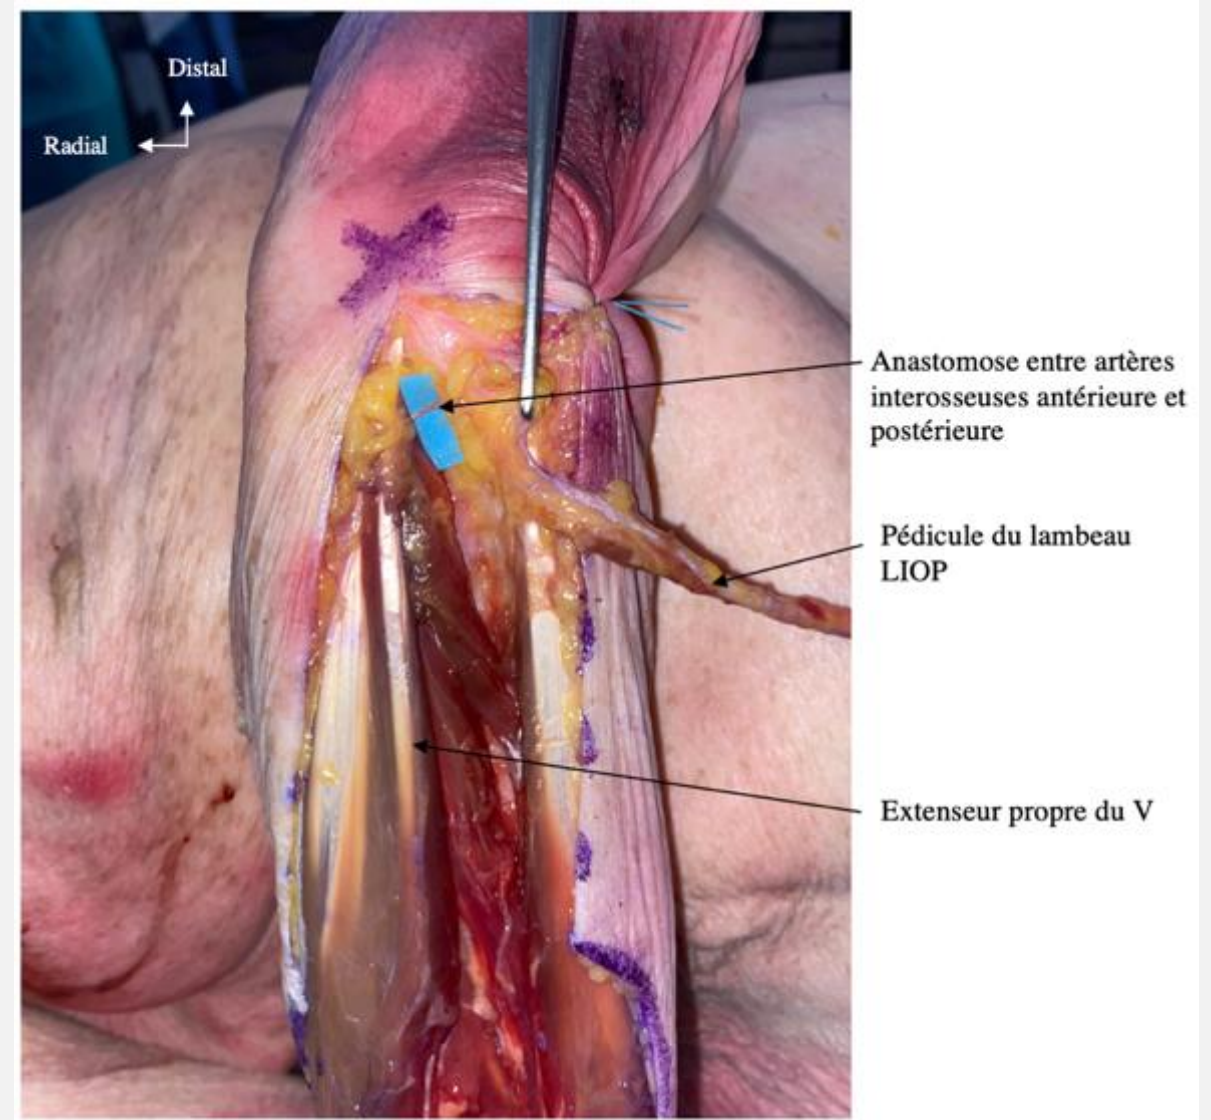 Distal
Radial
Anastomose entre artères
interosseuses antérieure et
postérieure
Pédicule du lambeau
LIOP
Extenseur propre du V